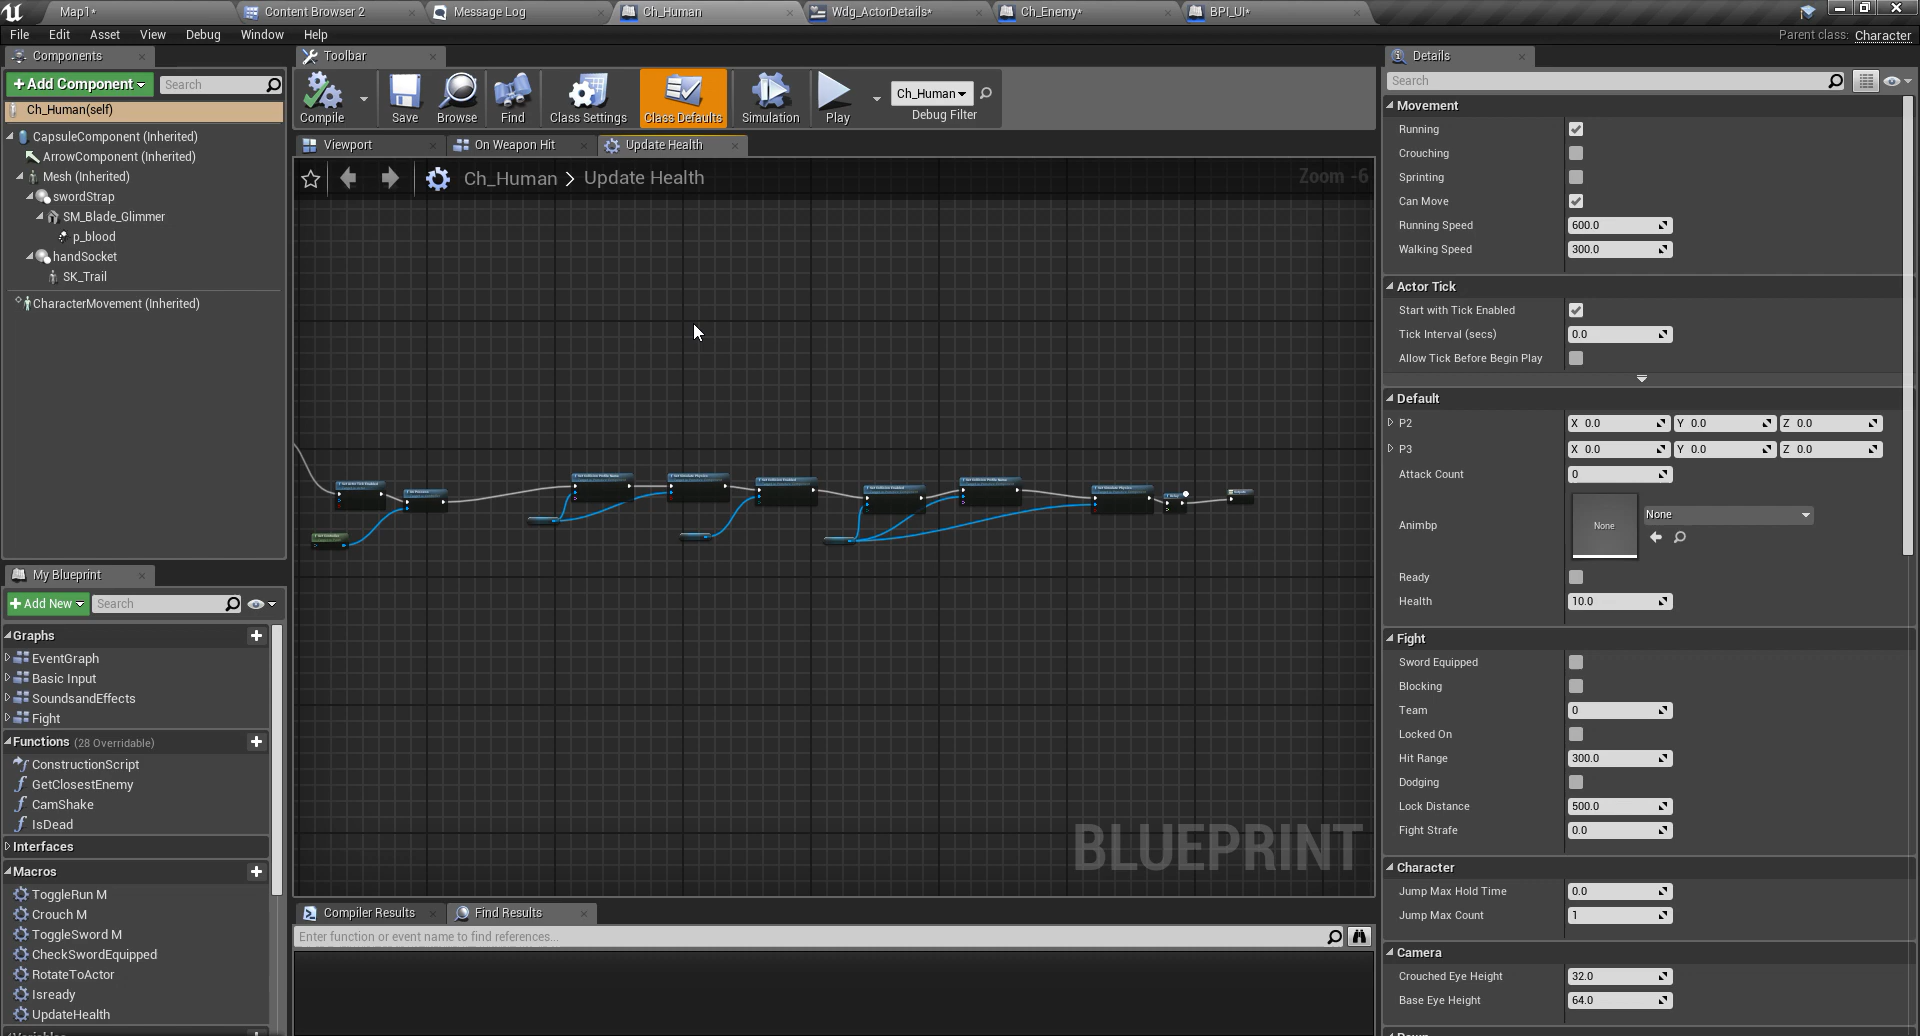 Map1*
Content Browser 2
Message Log
Ch_Human
Wdg_ActorDetails*
Ch_Enemy*
BPI_UI*
File Edit Asset View Debug Window Help
Parent class: Character
Components
+Add Component
Search
Ch_Human(self)
CapsuleComponent (Inherited)
ArrowComponent (Inherited)
Mesh (Inherited)
swordStrap
SM_Blade_Glimmer
p_blood
handSocket
SK_Trail
CharacterMovement (Inherited)
My Blueprint
+Add New
Search
Graphs
EventGraph
Basic Input
SoundsandEffects
Fight
Functions (28 Overridable)
ConstructionScript
GetClosestEnemy
CamShake
IsDead
Interfaces
Macros
ToggleRun M
Crouch M
ToggleSword M
CheckSwordEquipped
RotateToActor
Isready
UpdateHealth
Variables
Toolbar
Compile
Save
Browse
Find
Class Settings
Class Defaults
Simulation
Play
Ch_Human
Debug Filter
Viewport
On Weapon Hit
Update Health
Ch_Human > Update Health
Zoom -6
BLUEPRINT
Compiler Results
Find Results
Enter function or event name to find references...
Details
Search
Movement
Running
Crouching
Sprinting
Can Move
Running Speed 600.0
Walking Speed 300.0
Actor Tick
Start with Tick Enabled
Tick Interval (secs) 0.0
Allow Tick Before Begin Play
Default
P2 X 0.0 Y 0.0 Z 0.0
P3 X 0.0 Y 0.0 Z 0.0
Attack Count 0
Animbp None None
Ready
Health 10.0
Fight
Sword Equipped
Blocking
Team 0
Locked On
Hit Range 300.0
Dodging
Lock Distance 500.0
Fight Strafe 0.0
Character
Jump Max Hold Time 0.0
Jump Max Count 1
Camera
Crouched Eye Height 32.0
Base Eye Height 64.0